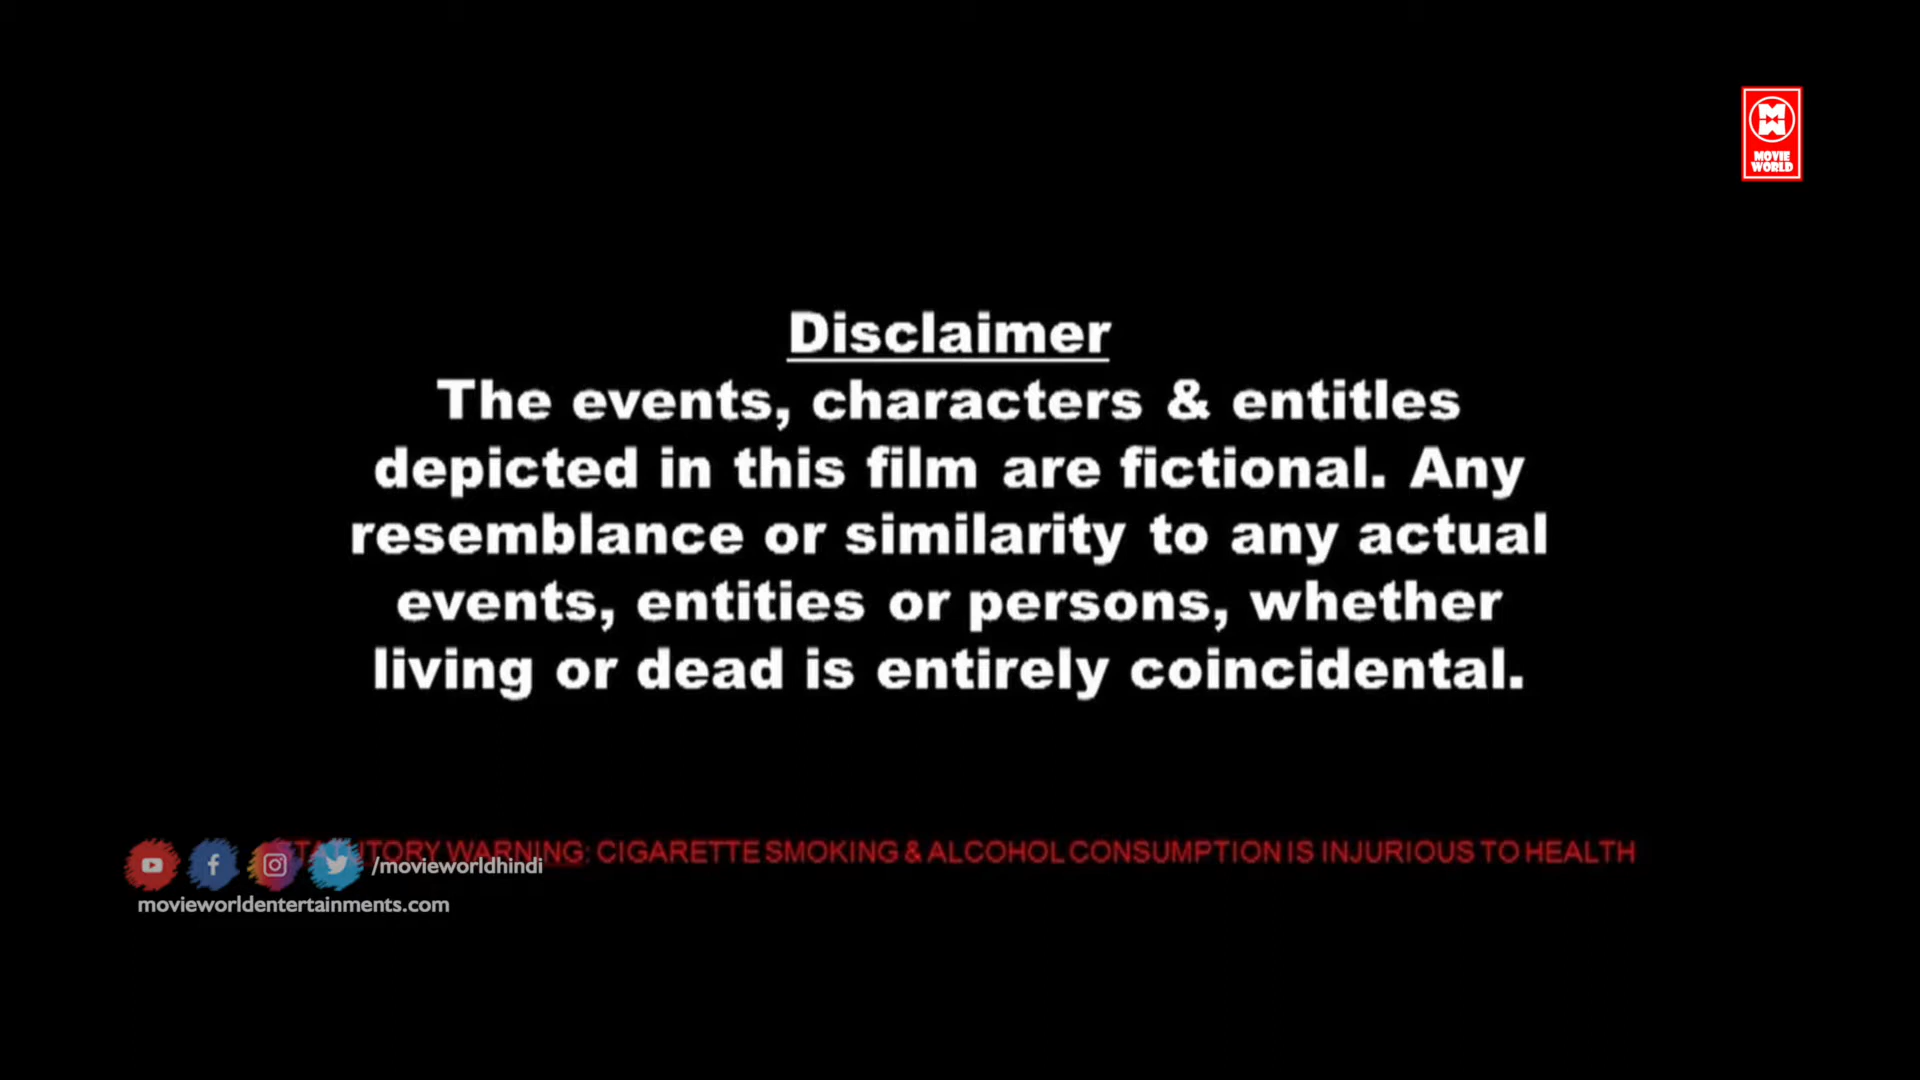 MOVIE
WORLD
Disclaimer
The events, characters & entitles
depicted in this film are fictional. Any
resemblance or similarity to any actual
events, entities or persons, whether
living or dead is entirely coincidental.
WARNING: CIGARETTE SMOKING & ALCOHOL CONSUMPTION IS INJURIOUS TO HEALTH
/movieworldhindi
movieworldentertainments.com